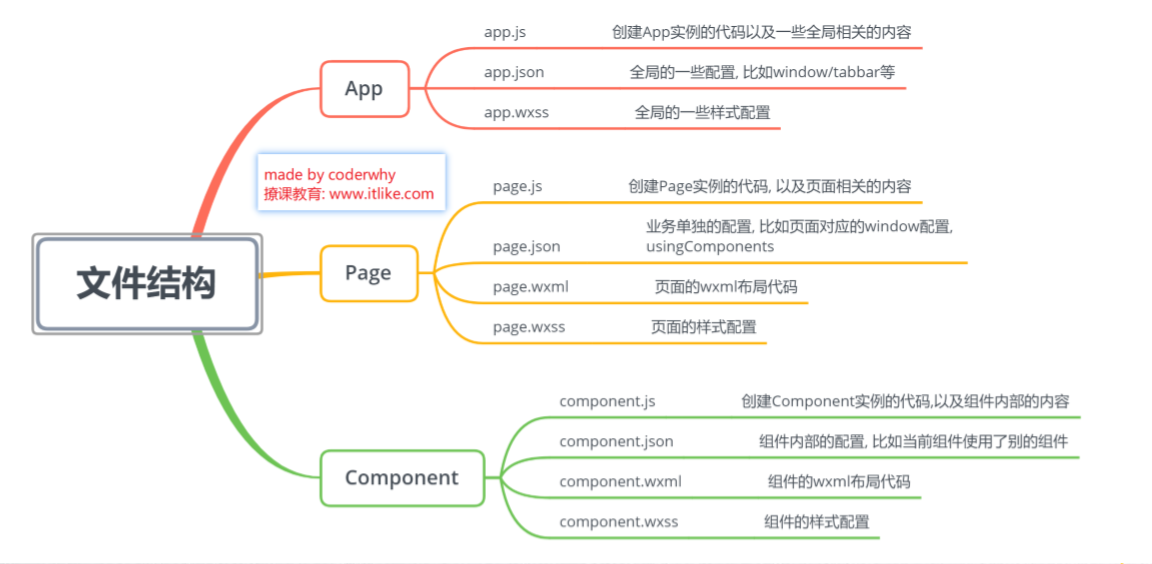 app.js 创建App实例的代码以及一些全局相关的内容
App
app.json 全局的一些配置, 比如window/tabbar等
app.wxss 全局的一些样式配置
made by coderwhy
撩课教育: www.itlike.com
page.js 创建Page实例的代码, 以及页面相关的内容
业务单独的配置, 比如页面对应的window配置,
page.json usingComponents
文件结构
Page
page.wxml 页面的wxml布局代码
page.wxss 页面的样式配置
component.js 创建Component实例的代码,以及组件内部的内容
component.json 组件内部的配置, 比如当前组件使用了别的组件
Component
component.wxml 组件的wxml布局代码
component.wxss 组件的样式配置